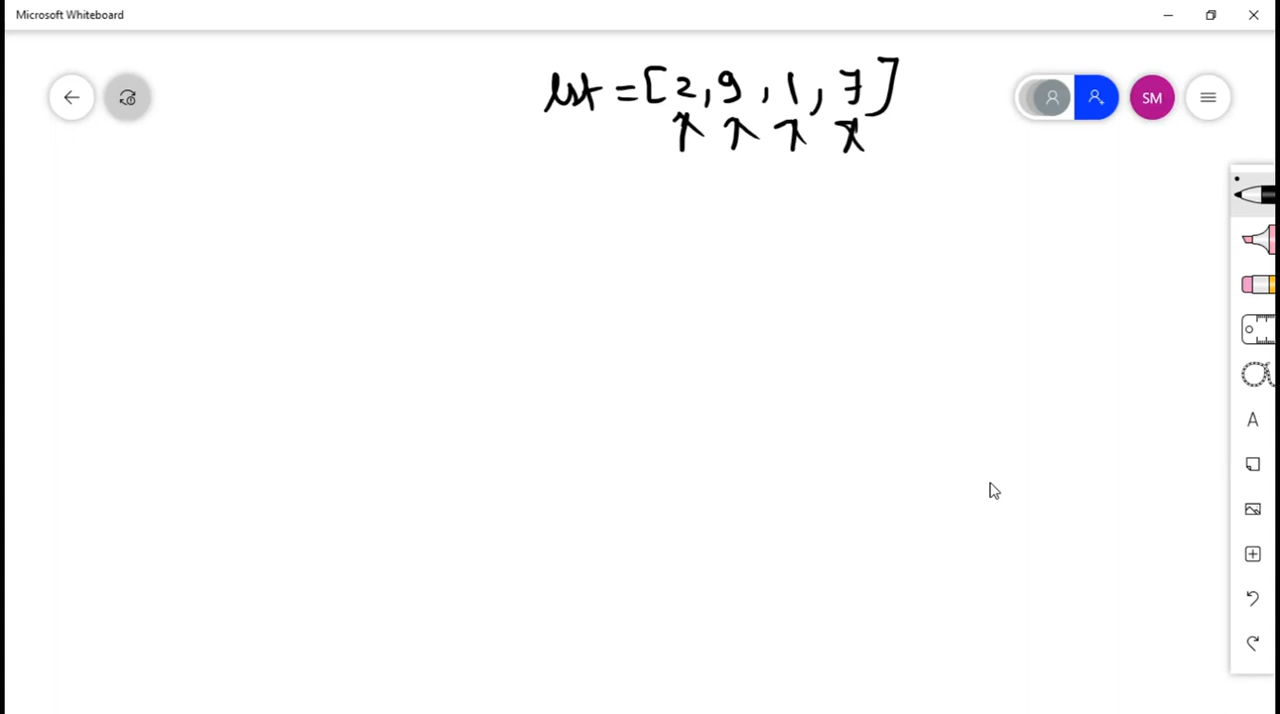 Microsoft Whiteboard
lst = [2, 9, 1, 7]
SM
A